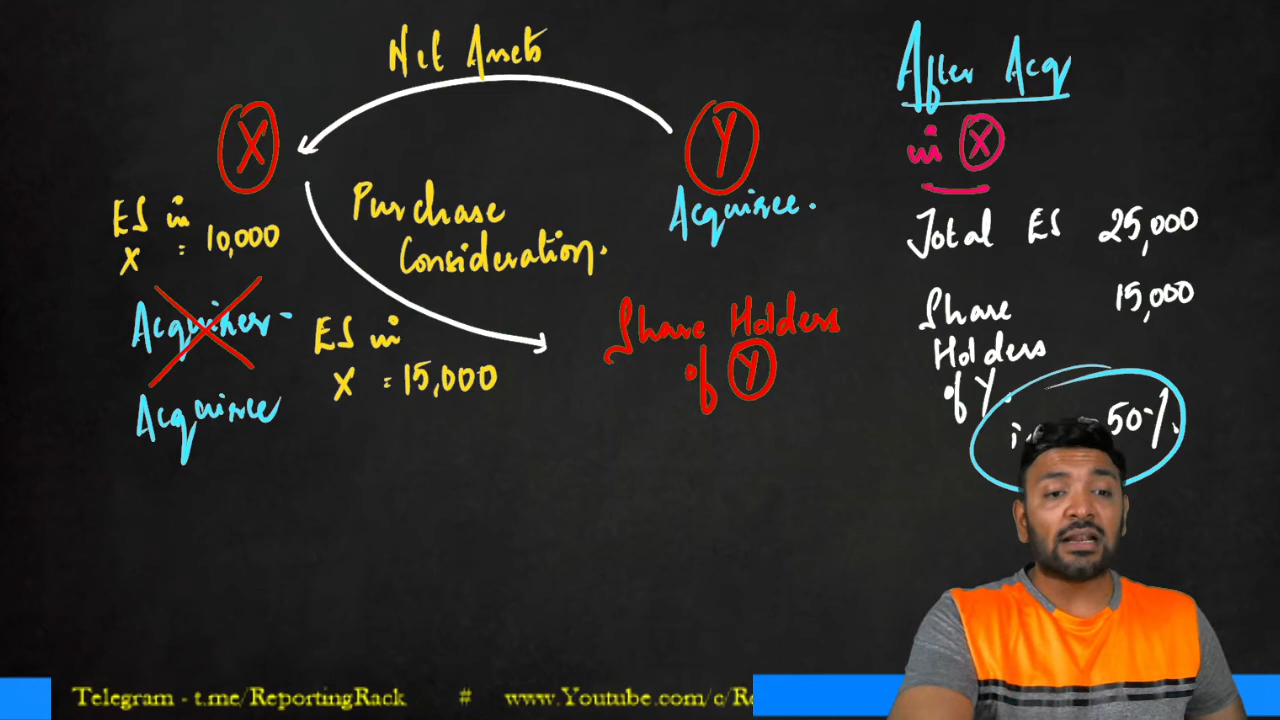 Net Assets
X
Y
ES in
X = 10,000
Purchase
Consideration.
Acquiree.
Acquirer
Acquiree
ES in
X = 15,000
Share Holders
of Y
After Acq
in X
Total ES 25,000
Share 15,000
Holders
of Y.
50%
Telegram - t.me/ReportingRack # www.Youtube.com/c/Re